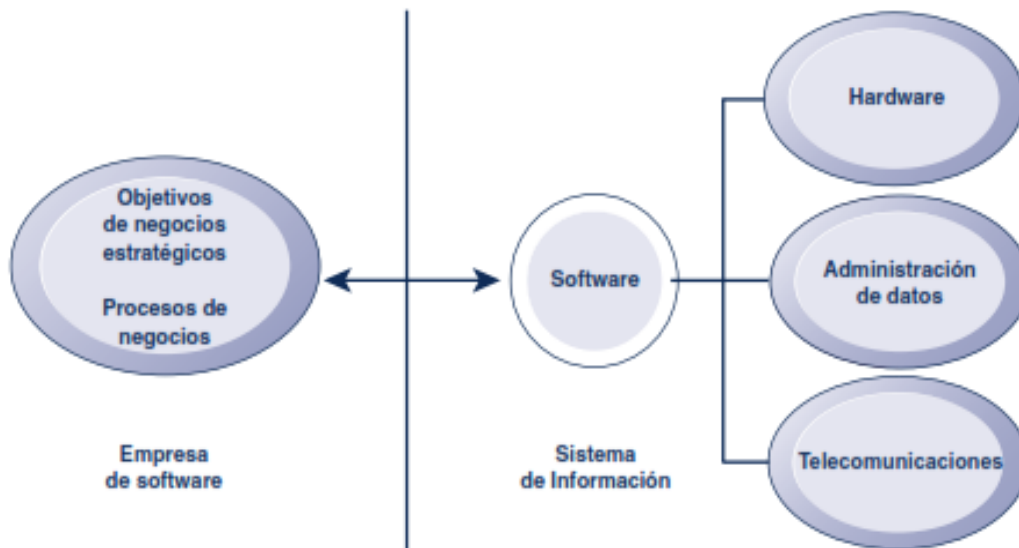 Objetivos
de negocios
estratégicos
Procesos de
negocios
Empresa
de software
Software
Sistema
de Información
Hardware
Administración
de datos
Telecomunicaciones